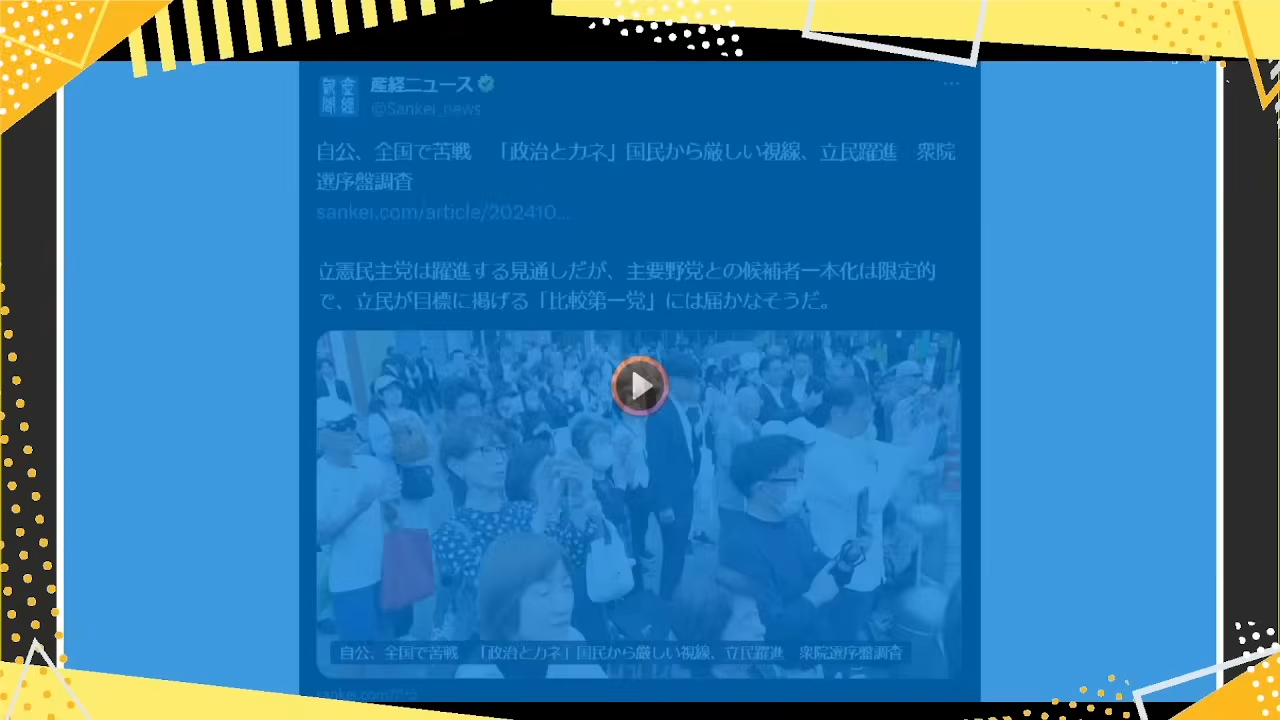 産経ニュース
@Sankei_news
自公、全国で苦戦 「政治とカネ」国民から厳しい視線、立民躍進 衆院
選序盤調査
sankei.com/article/202410…
立憲民主党は躍進する見通しだが、主要野党との候補者一本化は限定的
で、立民が目標に掲げる「比較第一党」には届かなそうだ。
自公、全国で苦戦 「政治とカネ」国民から厳しい視線、立民躍進 衆院選序盤調査
sankei.comから